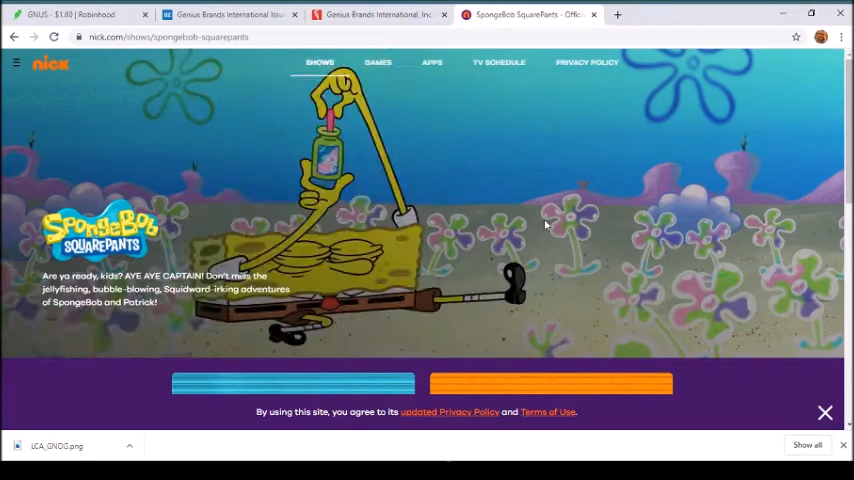 GNUS - $1.60 | Robinhood
Genius Brands International Issu
Genius Brands International, Inc.
SpongeBob SquarePants - Offici
nick.com/shows/spongebob-squarepants
nick
SHOWS
GAMES
APPS
TV SCHEDULE
PRIVACY POLICY
SpongeBob
SQUAREPANTS
Are ya ready, kids? AYE AYE CAPTAIN! Don't miss the
jellyfishing, bubble-blowing, Squidward-irking adventures
of SpongeBob and Patrick!
By using this site, you agree to its updated Privacy Policy and Terms of Use.
LCA_GNOG.png
Show all